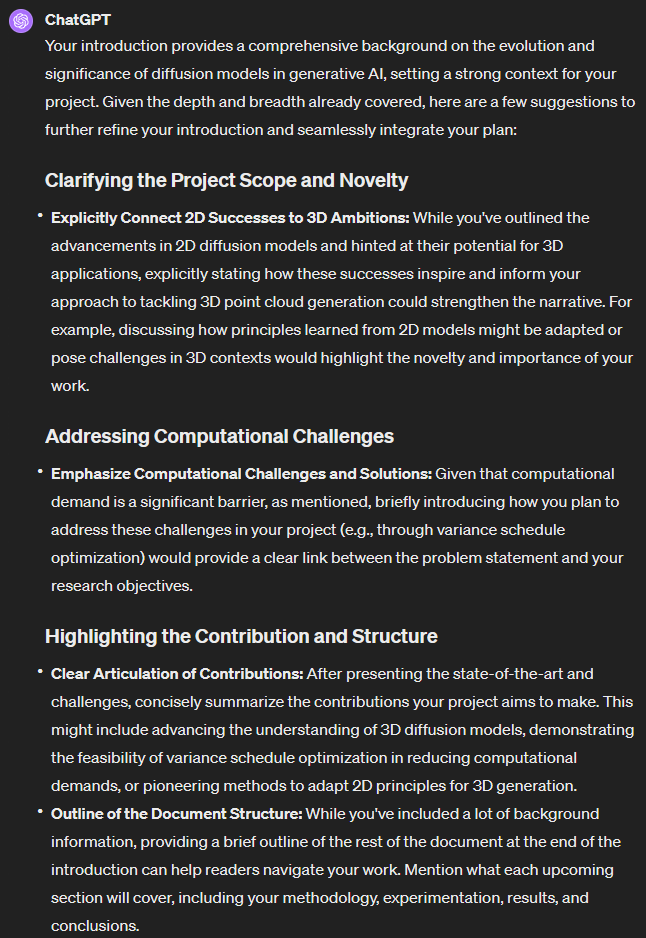 ChatGPT
Your introduction provides a comprehensive background on the evolution and
significance of diffusion models in generative AI, setting a strong context for your
project. Given the depth and breadth already covered, here are a few suggestions to
further refine your introduction and seamlessly integrate your plan:
Clarifying the Project Scope and Novelty
• Explicitly Connect 2D Successes to 3D Ambitions: While you've outlined the
advancements in 2D diffusion models and hinted at their potential for 3D
applications, explicitly stating how these successes inspire and inform your
approach to tackling 3D point cloud generation could strengthen the narrative. For
example, discussing how principles learned from 2D models might be adapted or
pose challenges in 3D contexts would highlight the novelty and importance of your
work.
Addressing Computational Challenges
• Emphasize Computational Challenges and Solutions: Given that computational
demand is a significant barrier, as mentioned, briefly introducing how you plan to
address these challenges in your project (e.g., through variance schedule
optimization) would provide a clear link between the problem statement and your
research objectives.
Highlighting the Contribution and Structure
• Clear Articulation of Contributions: After presenting the state-of-the-art and
challenges, concisely summarize the contributions your project aims to make. This
might include advancing the understanding of 3D diffusion models, demonstrating
the feasibility of variance schedule optimization in reducing computational
demands, or pioneering methods to adapt 2D principles for 3D generation.
• Outline of the Document Structure: While you've included a lot of background
information, providing a brief outline of the rest of the document at the end of the
introduction can help readers navigate your work. Mention what each upcoming
section will cover, including your methodology, experimentation, results, and
conclusions.